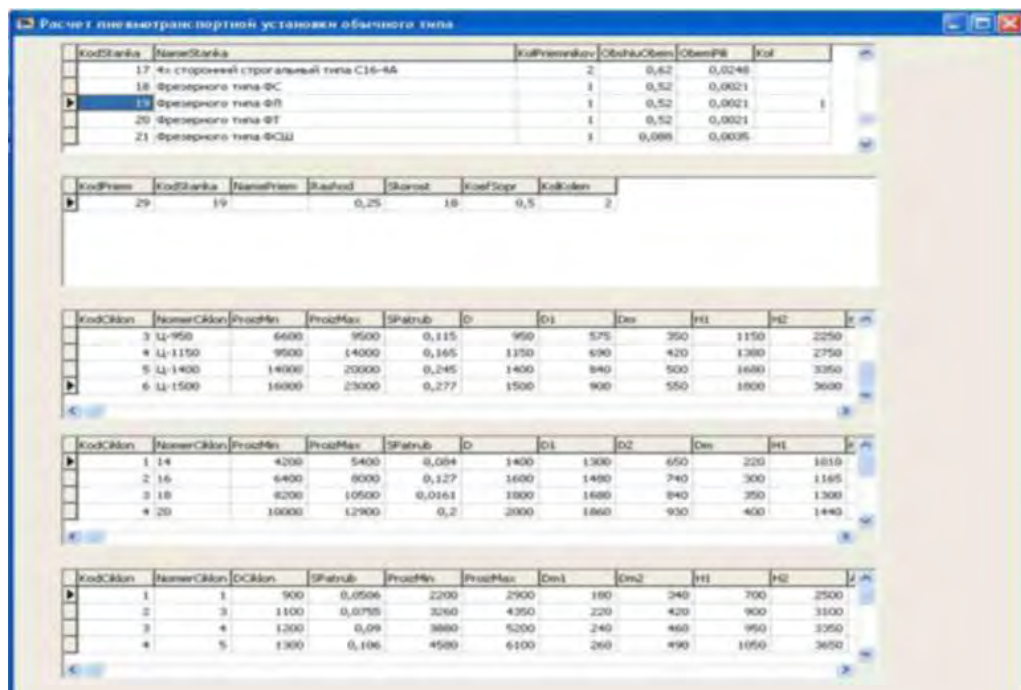 Расчет пневмотранспортной установки обычного типа
KodStanka NameStanka KolPriemnikov ObshiuObem ObemPili Kol
17 4х сторонний строгальный типа С16-4А 2 0,62 0,0248
18 Фрезерного типа ФС 1 0,52 0,0021
19 Фрезерного типа ФП 1 0,52 0,0021 1
20 Фрезерного типа ФТ 1 0,52 0,0021
21 Фрезерного типа ФСШ 1 0,088 0,0035
KodPriem KodStanka NamePriem Rashod Skorost KoefSopr KolKolen
29 19 0,25 18 0,5 2
KodCiklon NomerCiklon ProizMin ProizMax SPatrub D D1 Dm H1 H2
3 Ц-950 6600 9500 0,115 950 575 350 1150 2250
4 Ц-1150 9500 14000 0,165 1150 690 420 1380 2750
5 Ц-1400 14000 20000 0,245 1400 840 500 1680 3350
6 Ц-1500 16000 23000 0,277 1500 900 550 1800 3600
KodCiklon NomerCiklon ProizMin ProizMax SPatrub D D1 D2 Dm H1
1 14 4200 5400 0,084 1400 1300 650 220 1010
2 16 6400 8000 0,127 1600 1480 740 300 1165
3 18 8200 10500 0,0161 1800 1680 840 350 1300
4 20 10000 12900 0,2 2000 1860 930 400 1440
KodCiklon NomerCiklon DCiklon SPatrub ProizMin ProizMax Dm1 Dm2 H1 H2
1 1 900 0,0506 2200 2900 180 340 700 2500
2 3 1100 0,0755 3260 4350 220 420 900 3100
3 4 1200 0,09 3880 5200 240 460 950 3350
4 5 1300 0,106 4580 6100 260 490 1050 3650